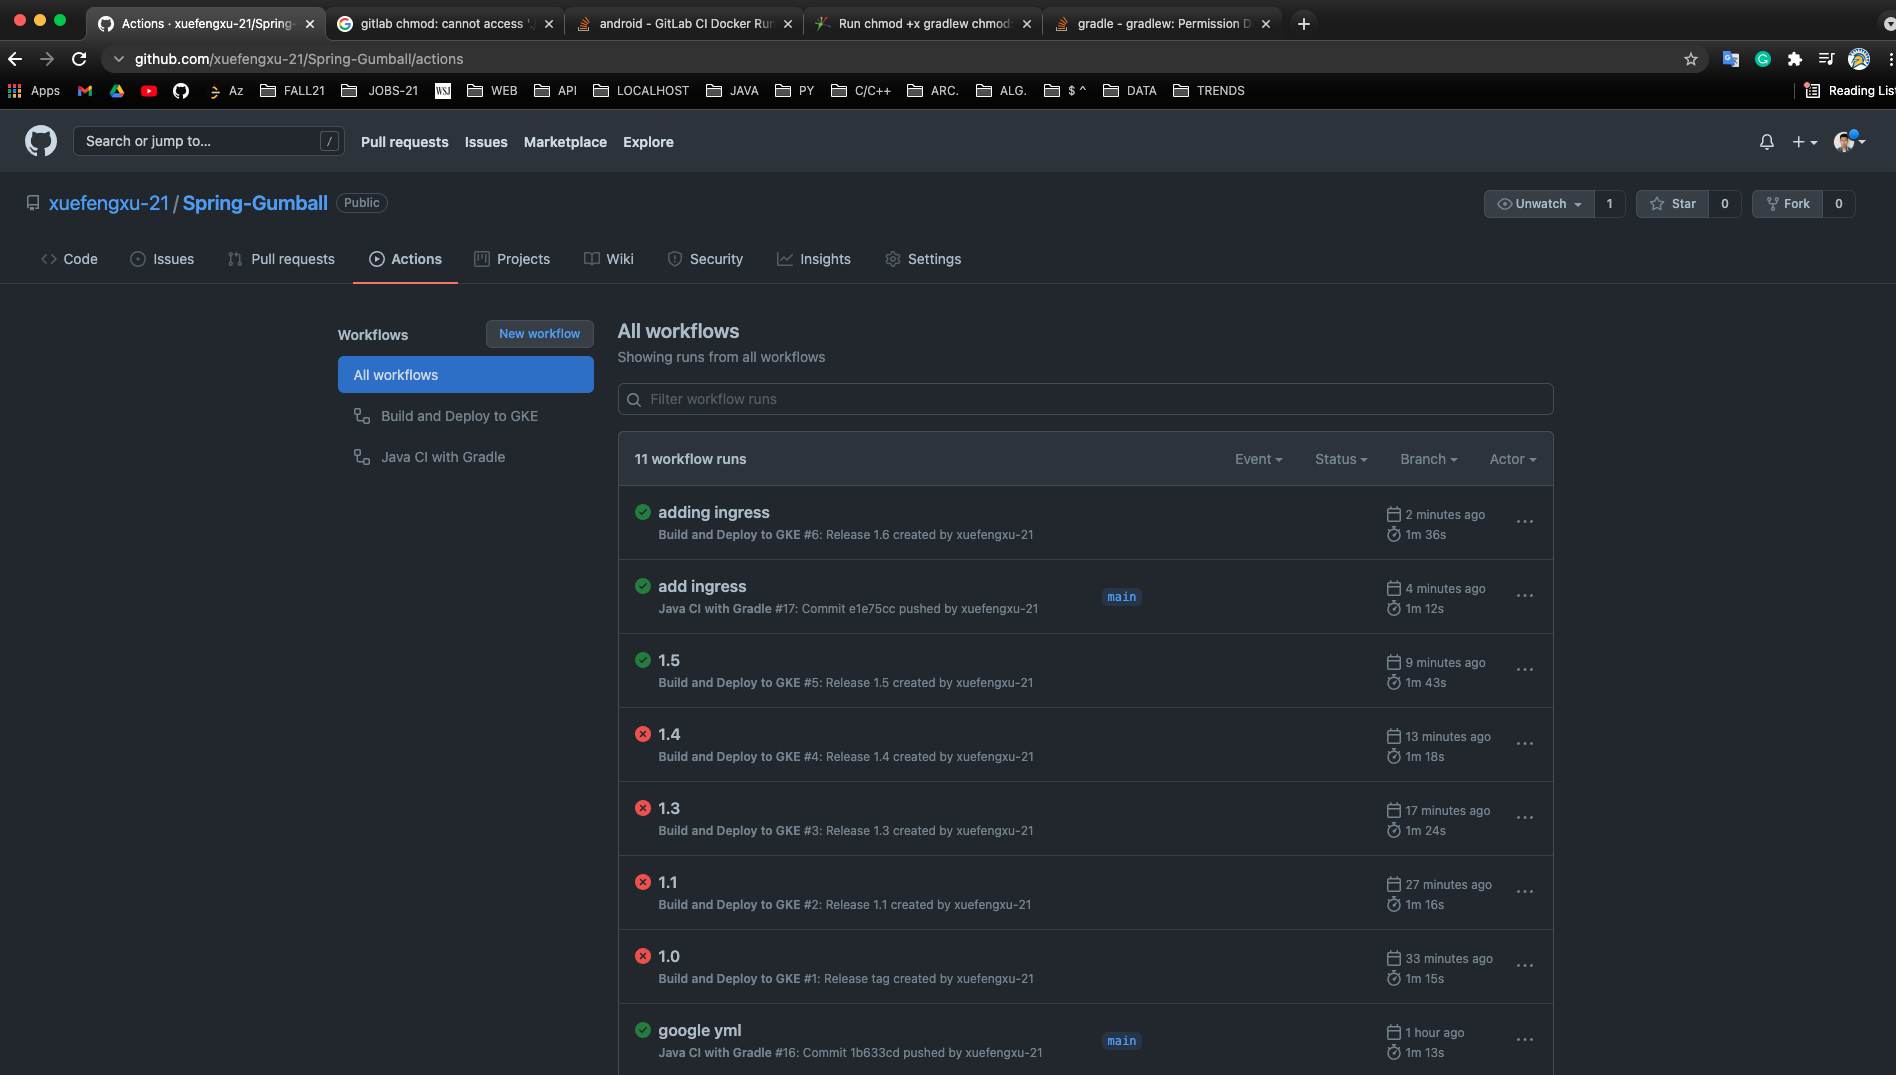 Actions · xuefengxu-21/Spring-
gitlab chmod: cannot access './
android - GitLab CI Docker Run
Run chmod +x gradlew chmod:
gradle - gradlew: Permission D
github.com/xuefengxu-21/Spring-Gumball/actions
Apps
Az
FALL21
JOBS-21
WSJ
WEB
API
LOCALHOST
JAVA
PY
C/C++
ARC.
ALG.
$ ^
DATA
TRENDS
Reading List
Search or jump to...
/
Pull requests
Issues
Marketplace
Explore
xuefengxu-21 / Spring-Gumball
Public
Unwatch
1
Star
0
Fork
0
Code
Issues
Pull requests
Actions
Projects
Wiki
Security
Insights
Settings
Workflows
New workflow
All workflows
Build and Deploy to GKE
Java CI with Gradle
All workflows
Showing runs from all workflows
Filter workflow runs
11 workflow runs
Event
Status
Branch
Actor
adding ingress
Build and Deploy to GKE #6: Release 1.6 created by xuefengxu-21
2 minutes ago
1m 36s
add ingress
Java CI with Gradle #17: Commit e1e75cc pushed by xuefengxu-21
main
4 minutes ago
1m 12s
1.5
Build and Deploy to GKE #5: Release 1.5 created by xuefengxu-21
9 minutes ago
1m 43s
1.4
Build and Deploy to GKE #4: Release 1.4 created by xuefengxu-21
13 minutes ago
1m 18s
1.3
Build and Deploy to GKE #3: Release 1.3 created by xuefengxu-21
17 minutes ago
1m 24s
1.1
Build and Deploy to GKE #2: Release 1.1 created by xuefengxu-21
27 minutes ago
1m 16s
1.0
Build and Deploy to GKE #1: Release tag created by xuefengxu-21
33 minutes ago
1m 15s
google yml
Java CI with Gradle #16: Commit 1b633cd pushed by xuefengxu-21
main
1 hour ago
1m 13s